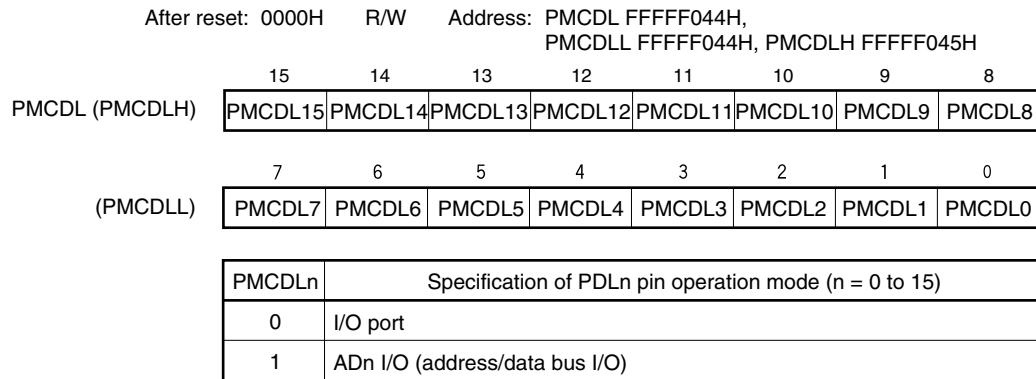 After reset: 0000H R/W Address: PMCDL FFFFF044H,
PMCDLL FFFFF044H, PMCDLH FFFFF045H
15 14 13 12 11 10 9 8
PMCDL (PMCDLH) PMCDL15 PMCDL14 PMCDL13 PMCDL12 PMCDL11 PMCDL10 PMCDL9 PMCDL8
7 6 5 4 3 2 1 0
(PMCDLL) PMCDL7 PMCDL6 PMCDL5 PMCDL4 PMCDL3 PMCDL2 PMCDL1 PMCDL0
PMCDLn Specification of PDLn pin operation mode (n = 0 to 15)
0 I/O port
1 ADn I/O (address/data bus I/O)